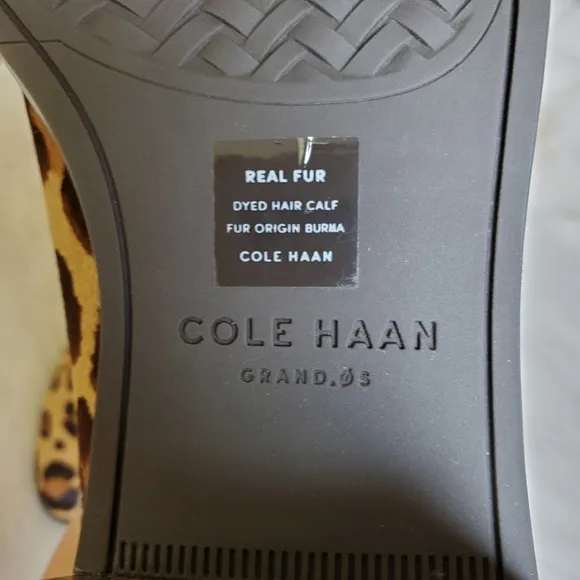 REAL FUR
DYED HAIR CALF
FUR ORIGIN BURMA
COLE HAAN
COLE HAAN
GRAND.ØS